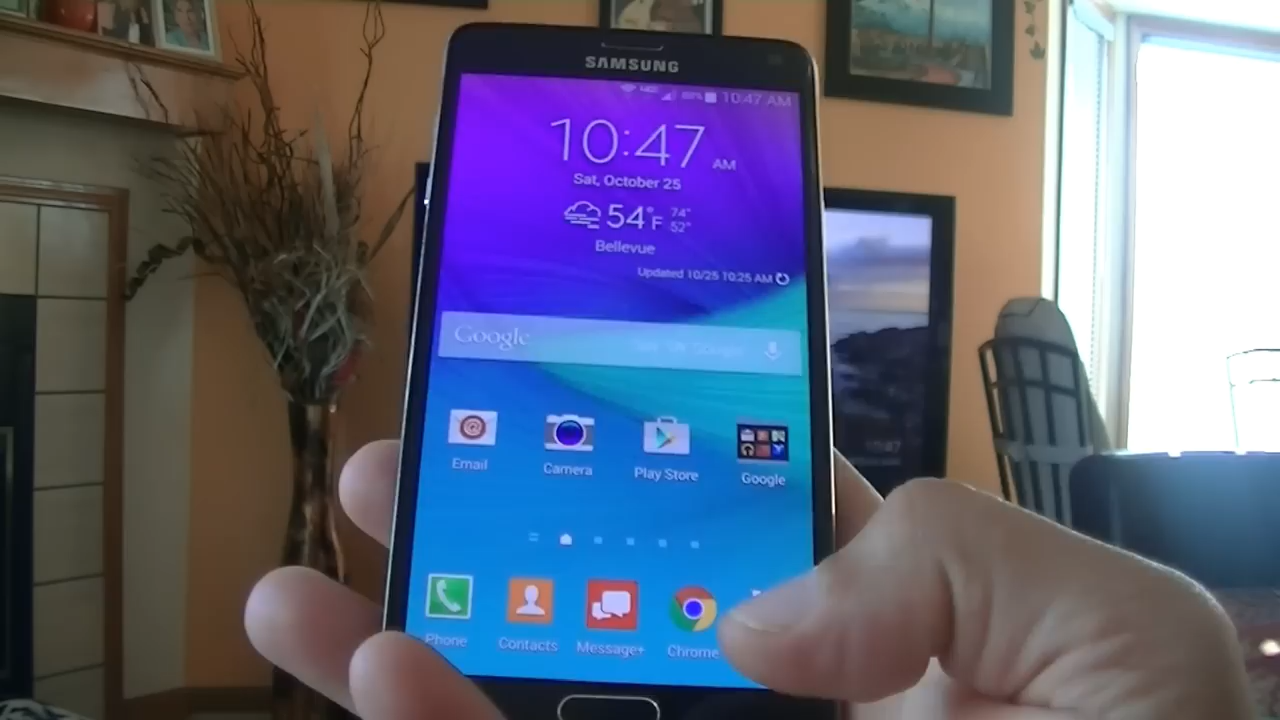 SAMSUNG
10:47 AM
10:47 AM
Sat, October 25
54°F 74° 52°
Bellevue
Updated 10/25 10:25 AM
Google
Email Camera Play Store Google
Phone Contacts Message+ Chrome